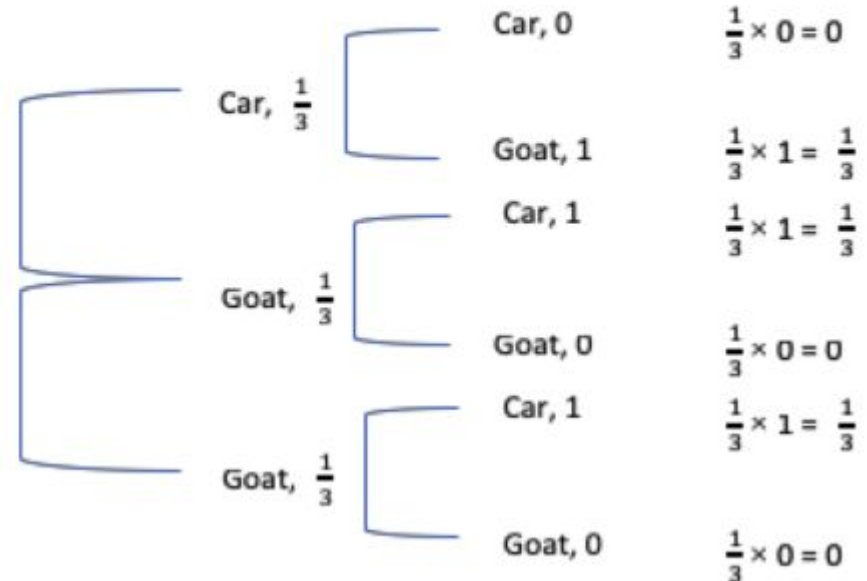 Car, 0 1/3 × 0 = 0
Car, 1/3
Goat, 1 1/3 × 1 = 1/3
Car, 1 1/3 × 1 = 1/3
Goat, 1/3
Goat, 0 1/3 × 0 = 0
Car, 1 1/3 × 1 = 1/3
Goat, 1/3
Goat, 0 1/3 × 0 = 0